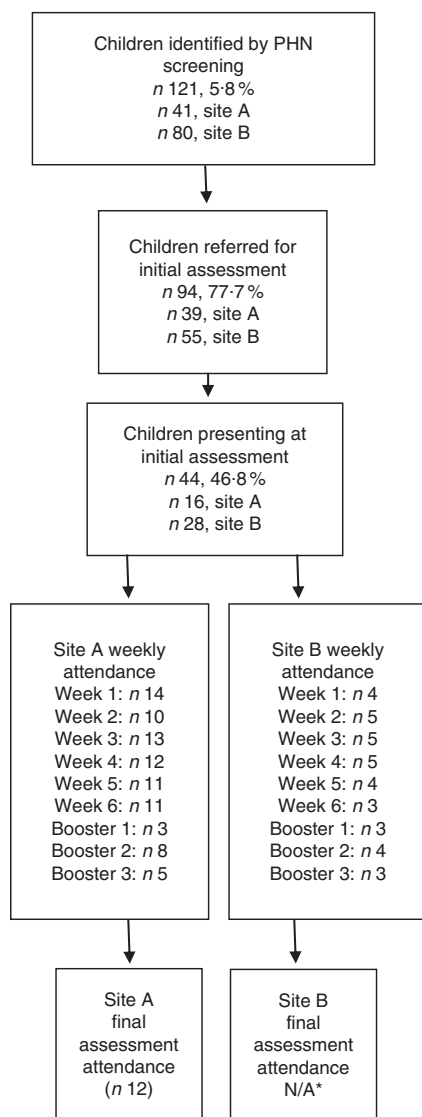 Children identified by PHN
screening
n 121, 5·8 %
n 41, site A
n 80, site B
Children referred for
initial assessment
n 94, 77·7 %
n 39, site A
n 55, site B
Children presenting at
initial assessment
n 44, 46·8 %
n 16, site A
n 28, site B
Site A weekly
attendance
Week 1: n 14
Week 2: n 10
Week 3: n 13
Week 4: n 12
Week 5: n 11
Week 6: n 11
Booster 1: n 3
Booster 2: n 8
Booster 3: n 5
Site B weekly
attendance
Week 1: n 4
Week 2: n 5
Week 3: n 5
Week 4: n 5
Week 5: n 4
Week 6: n 3
Booster 1: n 3
Booster 2: n 4
Booster 3: n 3
Site A
final
assessment
attendance
(n 12)
Site B
final
assessment
attendance
N/A*